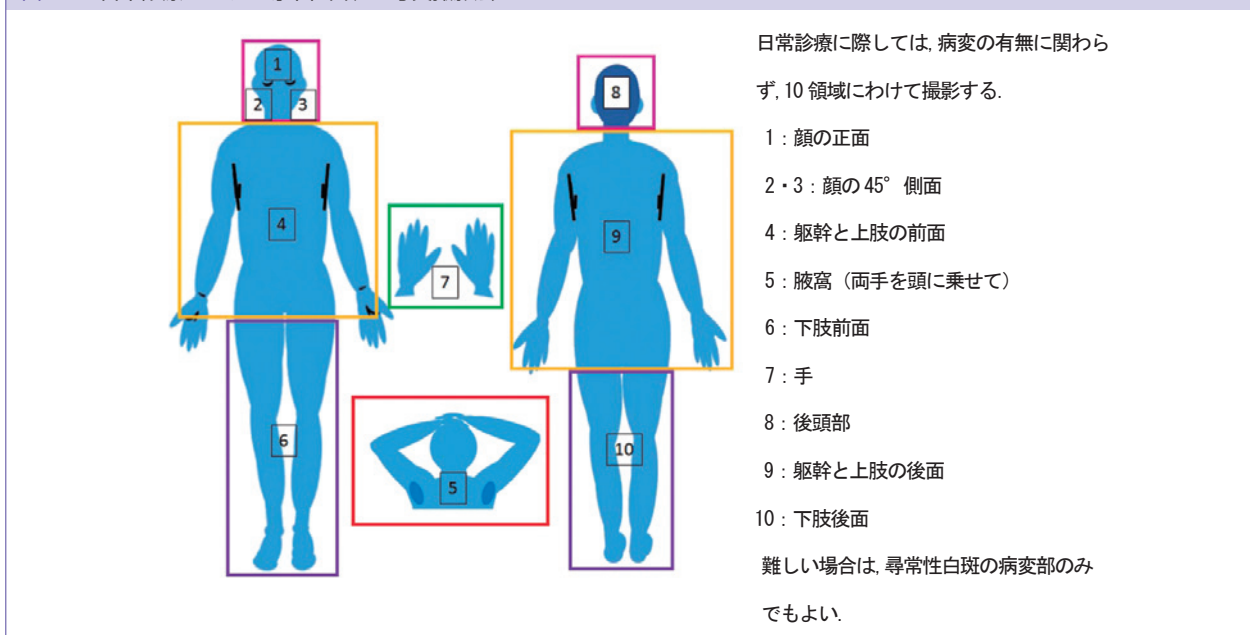 1
2
3
4
5
6
7
8
9
10
日常診療に際しては, 病変の有無に関わら
ず, 10 領域にわけて撮影する.
1：顔の正面
2・3：顔の 45° 側面
4：躯幹と上肢の前面
5：腋窩（両手を頭に乗せて）
6：下肢前面
7：手
8：後頭部
9：躯幹と上肢の後面
10：下肢後面
難しい場合は, 尋常性白斑の病変部のみ
でもよい.